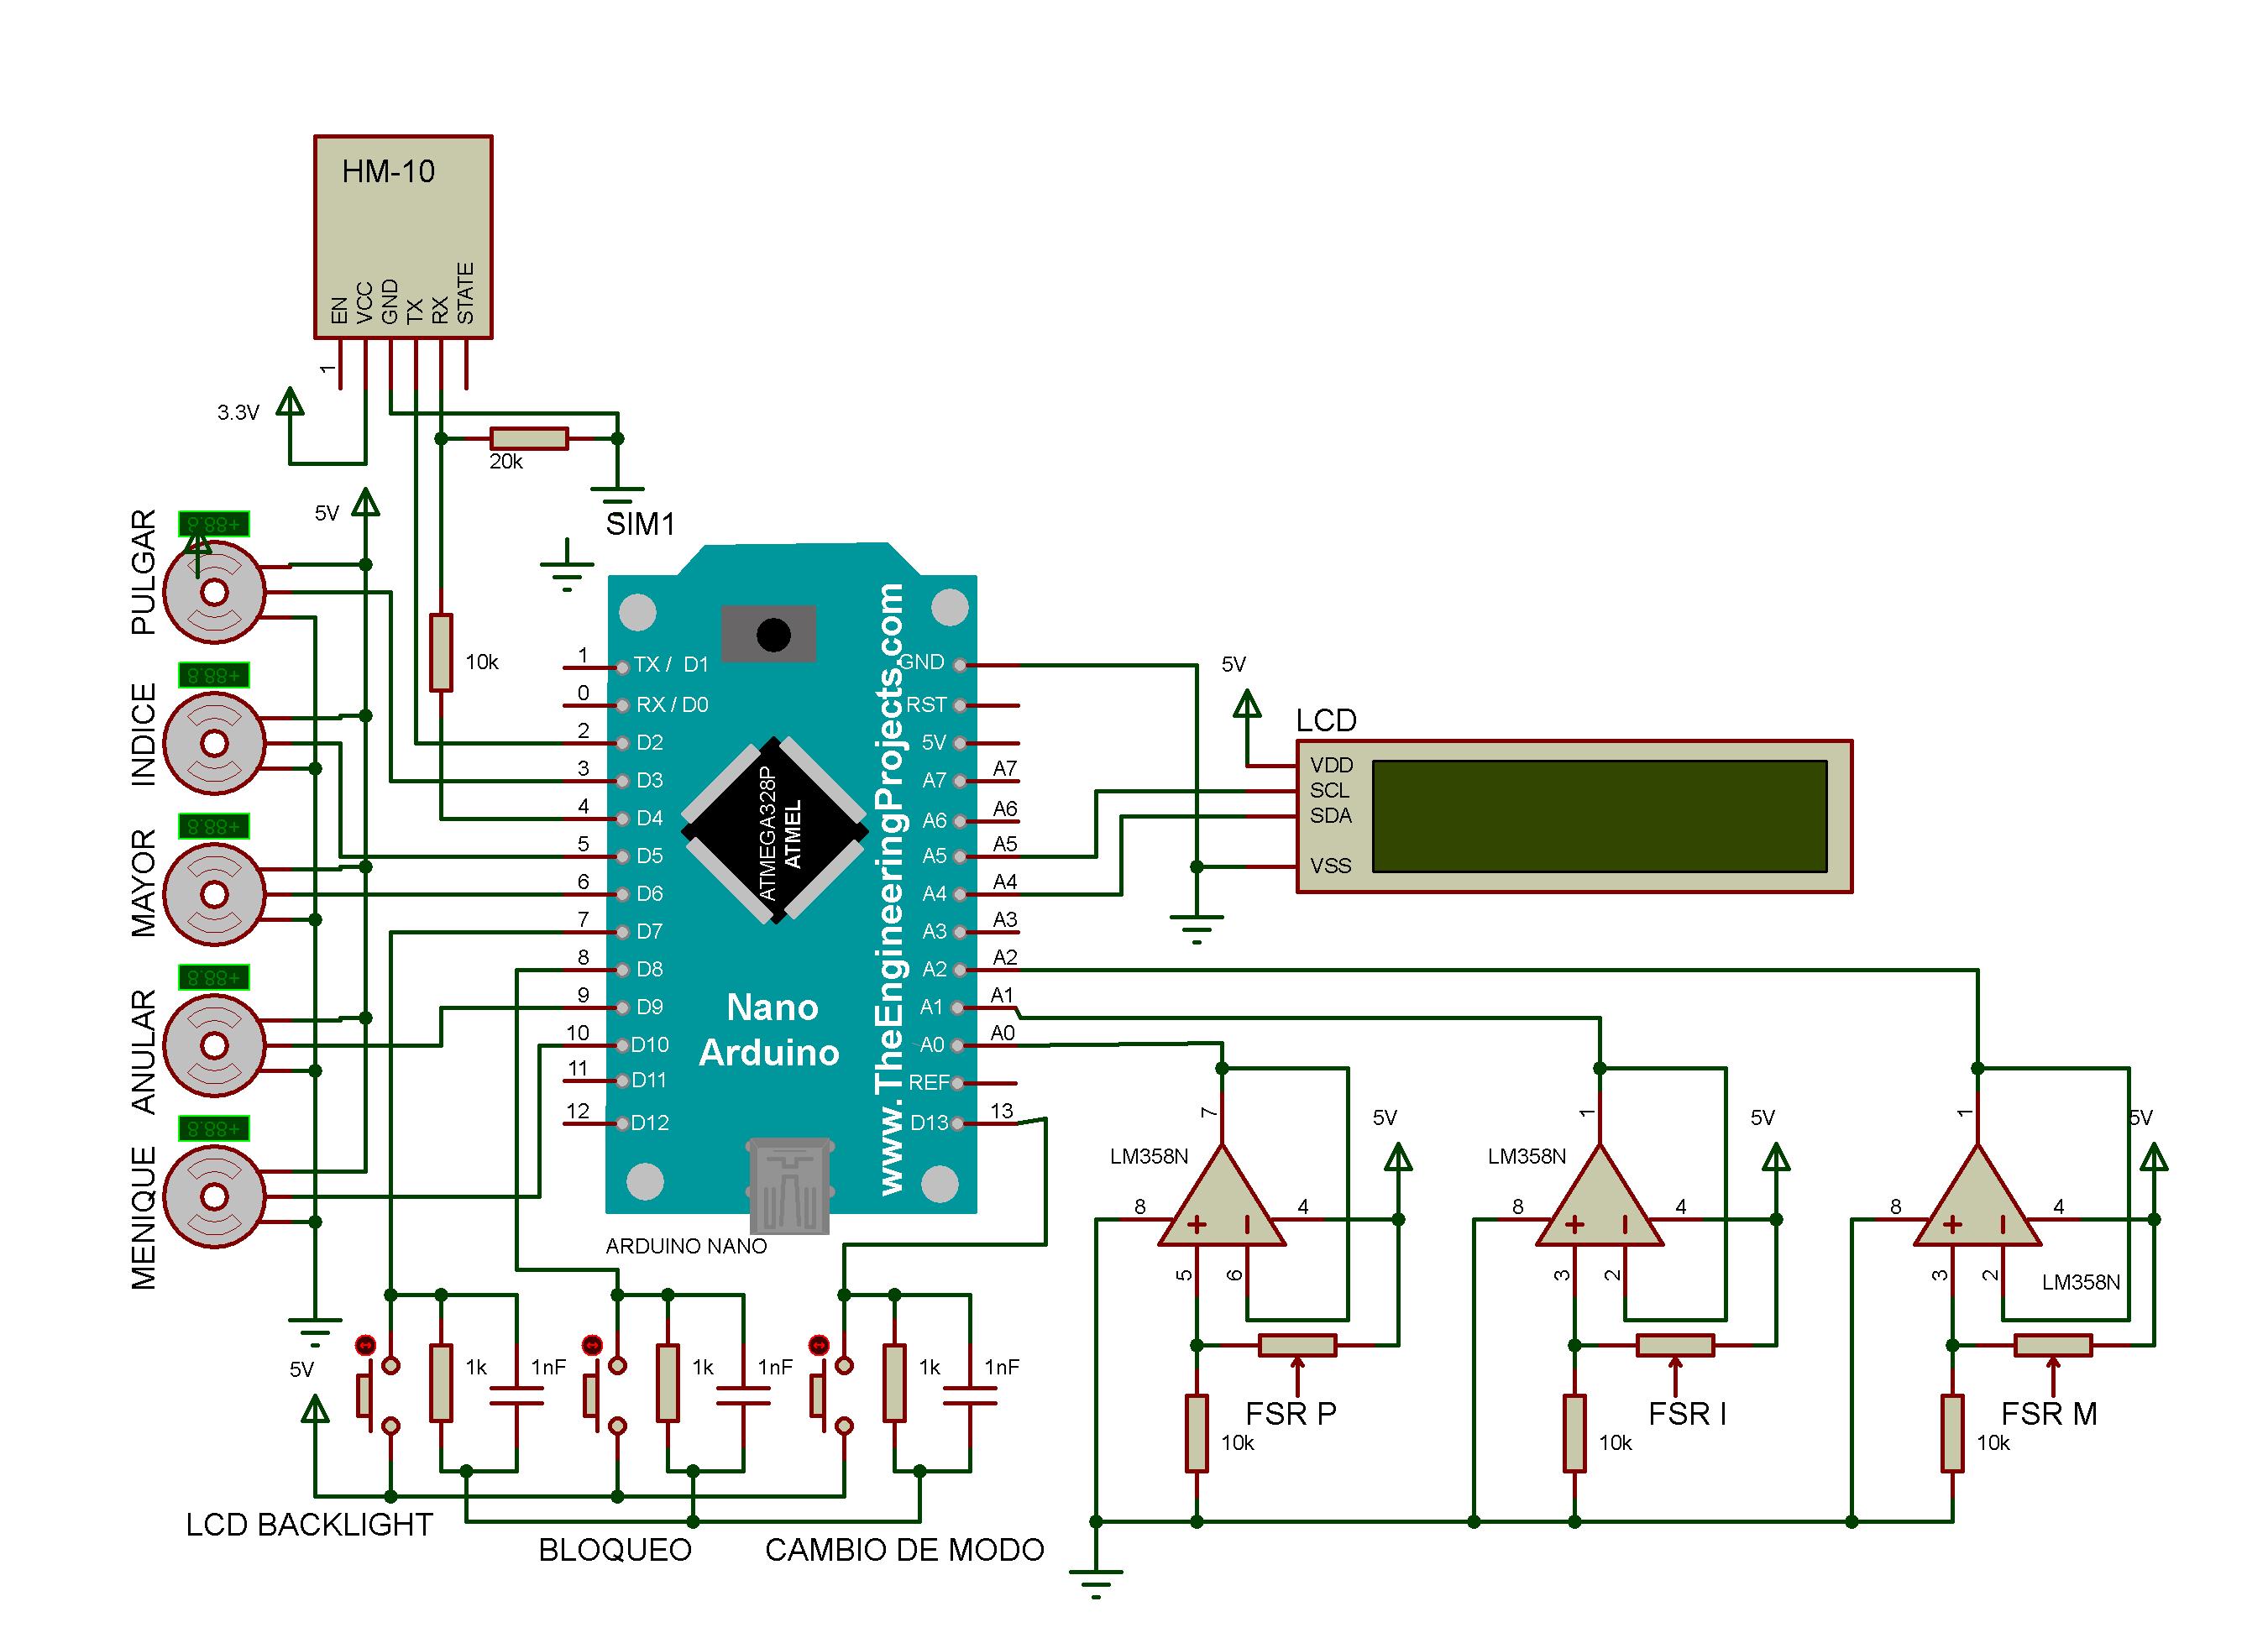 HM-10
EN
VCC
GND
TX
RX
STATE
1
3.3V
20k
5V
SIM1
PULGAR
+88.8
INDICE
+88.8
MAYOR
+88.8
ANULAR
+88.8
MENIQUE
+88.8
10k
1 TX / D1
0 RX / D0
2 D2
3 D3
4 D4
5 D5
6 D6
7 D7
8 D8
9 D9
10 D10
11 D11
12 D12
ATMEGA328P
ATMEL
Nano
Arduino
www.TheEngineeringProjects.com
GND
RST
5V
A7 A7
A6 A6
A5 A5
A4 A4
A3 A3
A2 A2
A1 A1
A0 A0
REF
D13 13
ARDUINO NANO
5V
LCD
VDD
SCL
SDA
VSS
7
LM358N
8
4
5V
+
5
6
FSR P
10k
1
LM358N
8
4
5V
+
3
2
FSR I
10k
1
8
4
5V
+
3
2
LM358N
FSR M
10k
5V
1k
1nF
1k
1nF
1k
1nF
LCD BACKLIGHT
BLOQUEO
CAMBIO DE MODO